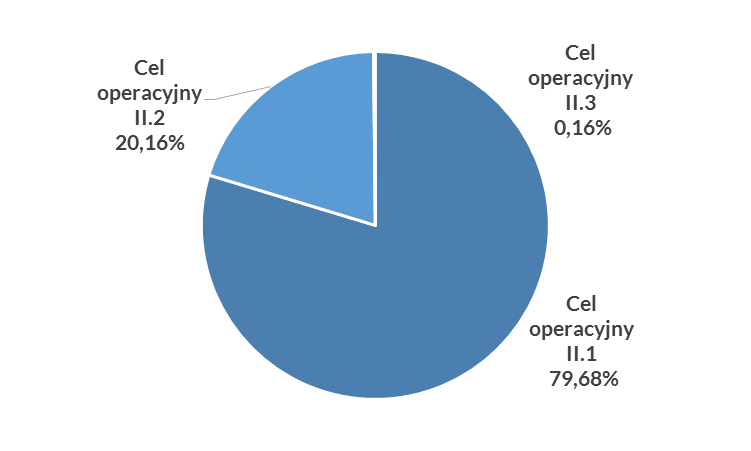 Cel
operacyjny
II.2
20,16%
Cel
operacyjny
II.3
0,16%
Cel
operacyjny
II.1
79,68%